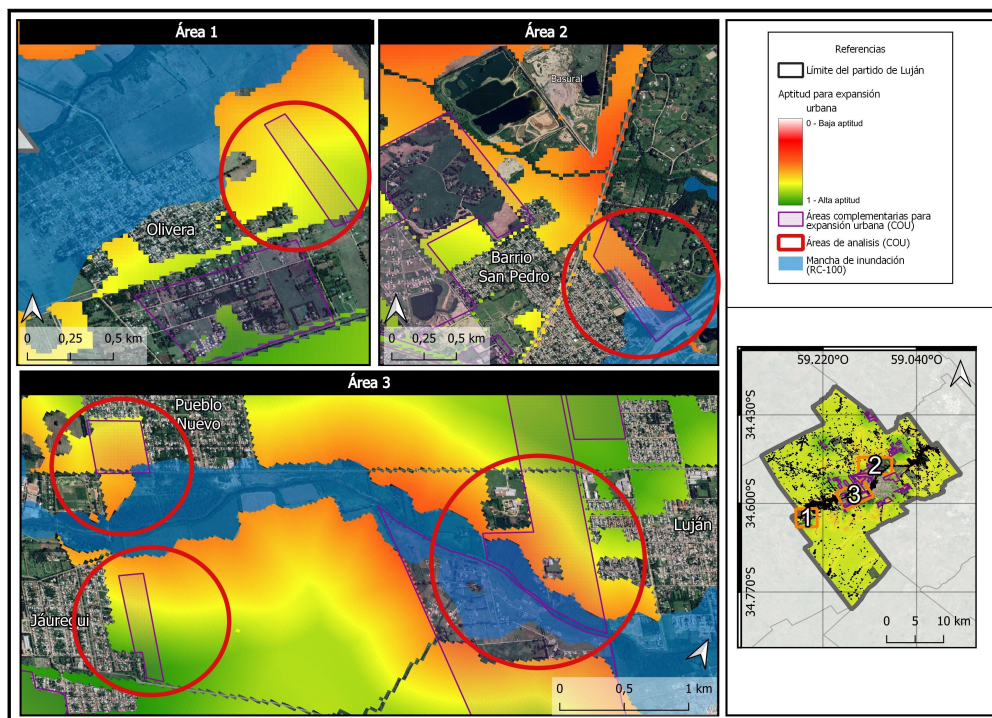 Área 1
Olivera
0 0,25 0,5 km
Área 2
Basural
Barrio
San Pedro
0 0,25 0,5 km
Área 3
Pueblo
Nuevo
Luján
Jáuregui
0 0,5 1 km
Referencias
Límite del partido de Luján
Aptitud para expansión
urbana
0 - Baja aptitud
1 - Alta aptitud
Áreas complementarias para
expansión urbana (COU)
Áreas de analisis (COU)
Mancha de inundación
(RC-100)
59.220°O 59.040°O
34.430°S
34.600°S
34.770°S
1
2
3
0 5 10 km